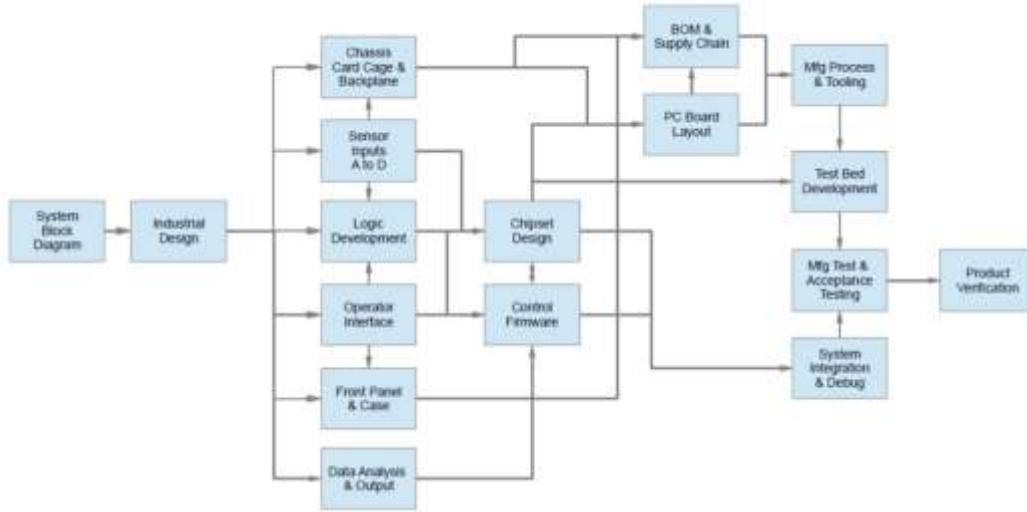 System
Block
Diagram
Industrial
Design
Chassis
Card Cage &
Backplane
Sensor
Inputs
A to D
Logic
Development
Operator
Interface
Front Panel
& Case
Data Analysis
& Output
Chipset
Design
Control
Firmware
BOM &
Supply Chain
PC Board
Layout
Mfg Process
& Tooling
Test Bed
Development
Mfg Test &
Acceptance
Testing
System
Integration
& Debug
Product
Verification